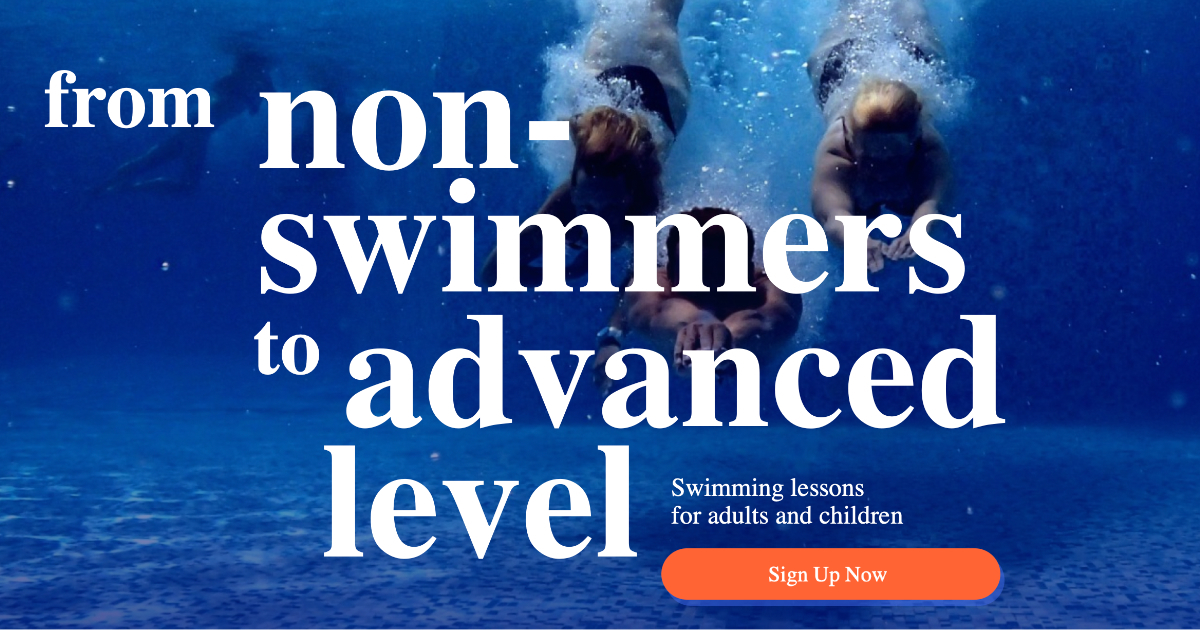 from non-
swimmers
to advanced
level
Swimming lessons
for adults and children
Sign Up Now